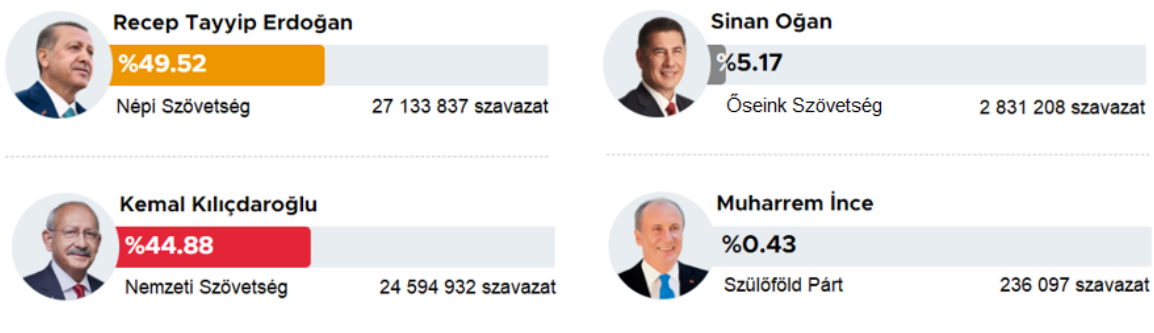 Recep Tayyip Erdoğan
%49.52
Népi Szövetség 27 133 837 szavazat
Sinan Oğan
%5.17
Őseink Szövetség 2 831 208 szavazat
Kemal Kılıçdaroğlu
%44.88
Nemzeti Szövetség 24 594 932 szavazat
Muharrem İnce
%0.43
Szülőföld Párt 236 097 szavazat